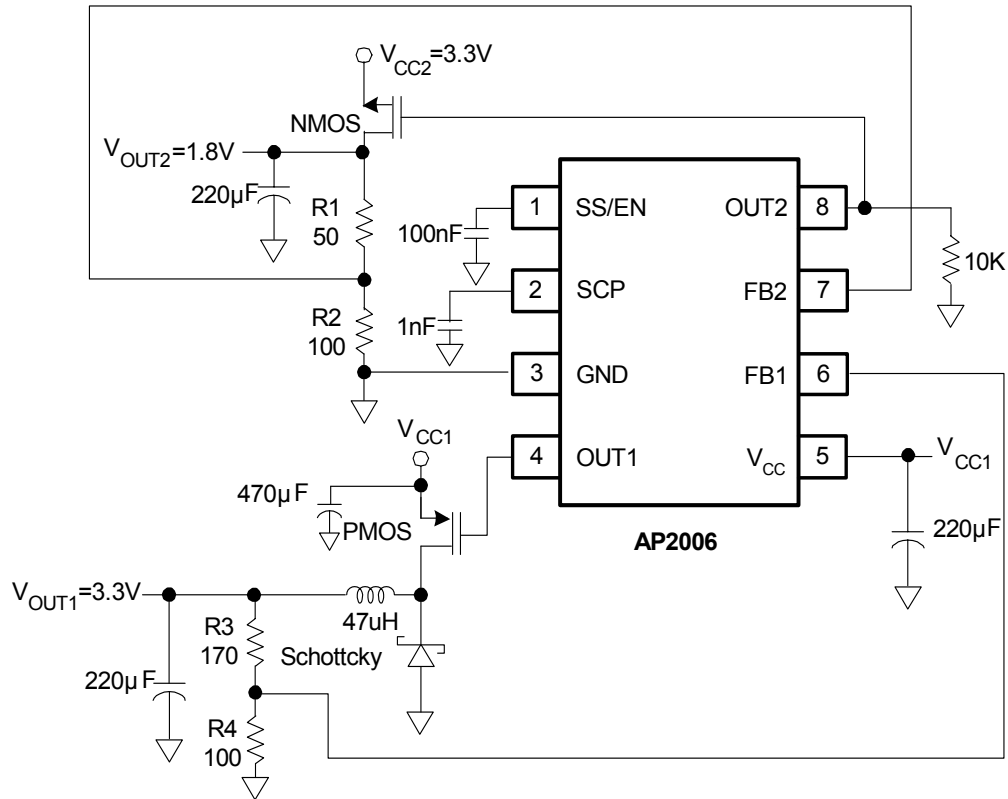 VCC2=3.3V
NMOS
VOUT2=1.8V
220µF
R1
50
R2
100
100nF
1nF
1
SS/EN
2
SCP
3
GND
4
OUT1
OUT2
8
FB2
7
FB1
6
VCC
5
10K
VCC1
220µF
AP2006
VCC1
470µF
PMOS
VOUT1=3.3V
47uH
R3
170
Schottcky
220µF
R4
100